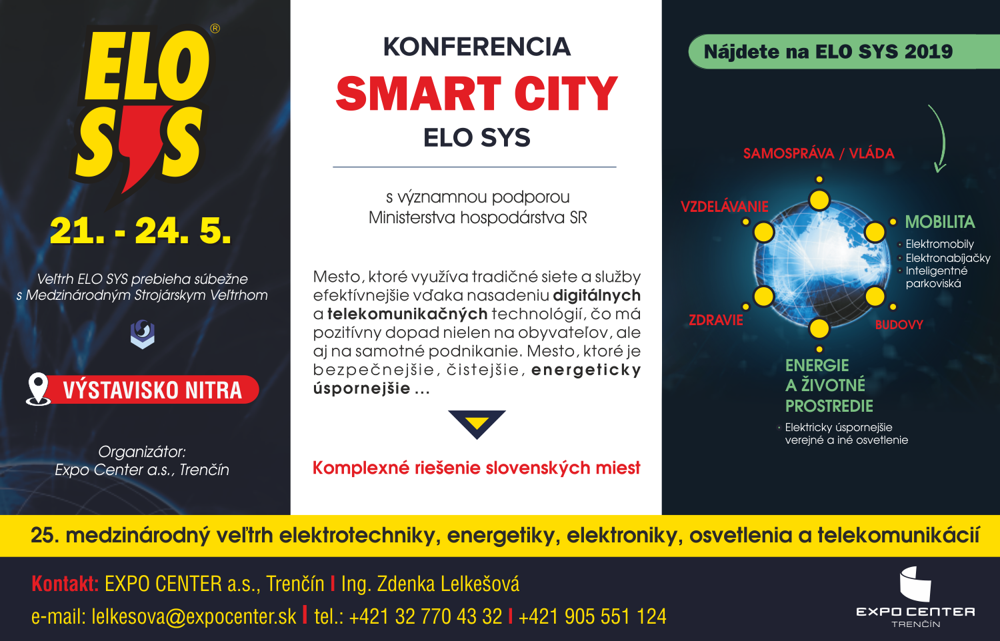 ELO
SYS
®
21. - 24. 5.
Veľtrh ELO SYS prebieha súbežne
s Medzinárodným Strojárskym Veľtrhom
VÝSTAVISKO NITRA
Organizátor:
Expo Center a.s., Trenčín
KONFERENCIA
SMART CITY
ELO SYS
s významnou podporou
Ministerstva hospodárstva SR
Mesto, ktoré využíva tradičné siete a služby
efektívnejšie vďaka nasadeniu digitálnych
a telekomunikačných technológií, čo má
pozitívny dopad nielen na obyvateľov, ale
aj na samotné podnikanie. Mesto, ktoré je
bezpečnejšie, čistejšie, energeticky
úspornejšie ...
Komplexné riešenie slovenských miest
Nájdete na ELO SYS 2019
SAMOSPRÁVA / VLÁDA
VZDELÁVANIE
MOBILITA
· Elektromobily
· Elektronabíjačky
· Inteligentné
parkoviská
ZDRAVIE
BUDOVY
ENERGIE
A ŽIVOTNÉ
PROSTREDIE
· Elektricky úspornejšie
verejné a iné osvetlenie
25. medzinárodný veľtrh elektrotechniky, energetiky, elektroniky, osvetlenia a telekomunikácií
Kontakt: EXPO CENTER a.s., Trenčín I Ing. Zdenka Lelkešová
e-mail: lelkesova@expocenter.sk I tel.: +421 32 770 43 32 I +421 905 551 124
EXPO CENTER
TRENČÍN